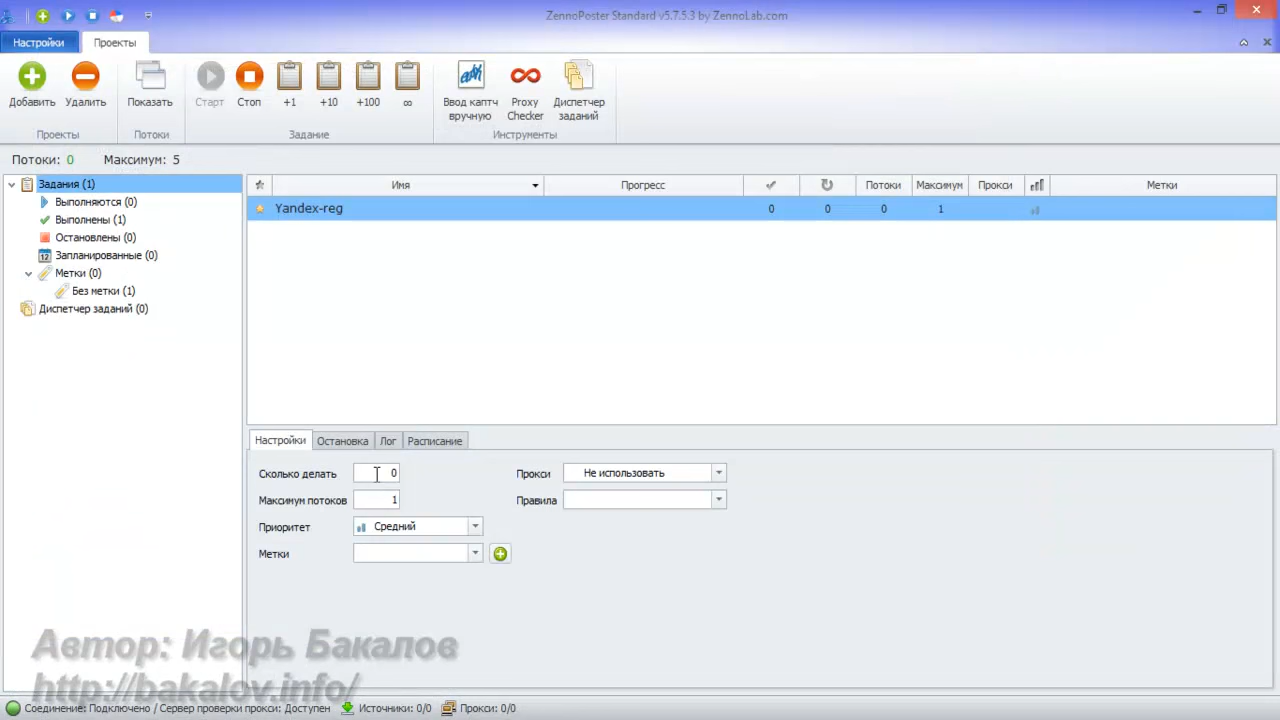 ZennoPoster Standard v5.7.5.3 by ZennoLab.com
Настройки Проекты
Добавить Удалить Показать Старт Стоп +1 +10 +100 ∞ Ввод каптч вручную Proxy Checker Диспетчер заданий
Проекты Потоки Задание Инструменты
Потоки: 0 Максимум: 5
Задания (1)
Выполняются (0)
Выполнены (1)
Остановлены (0)
12 Запланированные (0)
Метки (0)
Без метки (1)
Диспетчер заданий (0)
Имя Прогресс Потоки Максимум Прокси Метки
Yandex-reg 0 0 0 1
Настройки Остановка Лог Расписание
Сколько делать 0 Прокси Не использовать
Максимум потоков 1 Правила
Приоритет Средний
Метки
Автор: Игорь Бакалов
http://bakalov.info/
Соединение: Подключено / Сервер проверки прокси: Доступен Источники: 0/0 Прокси: 0/0